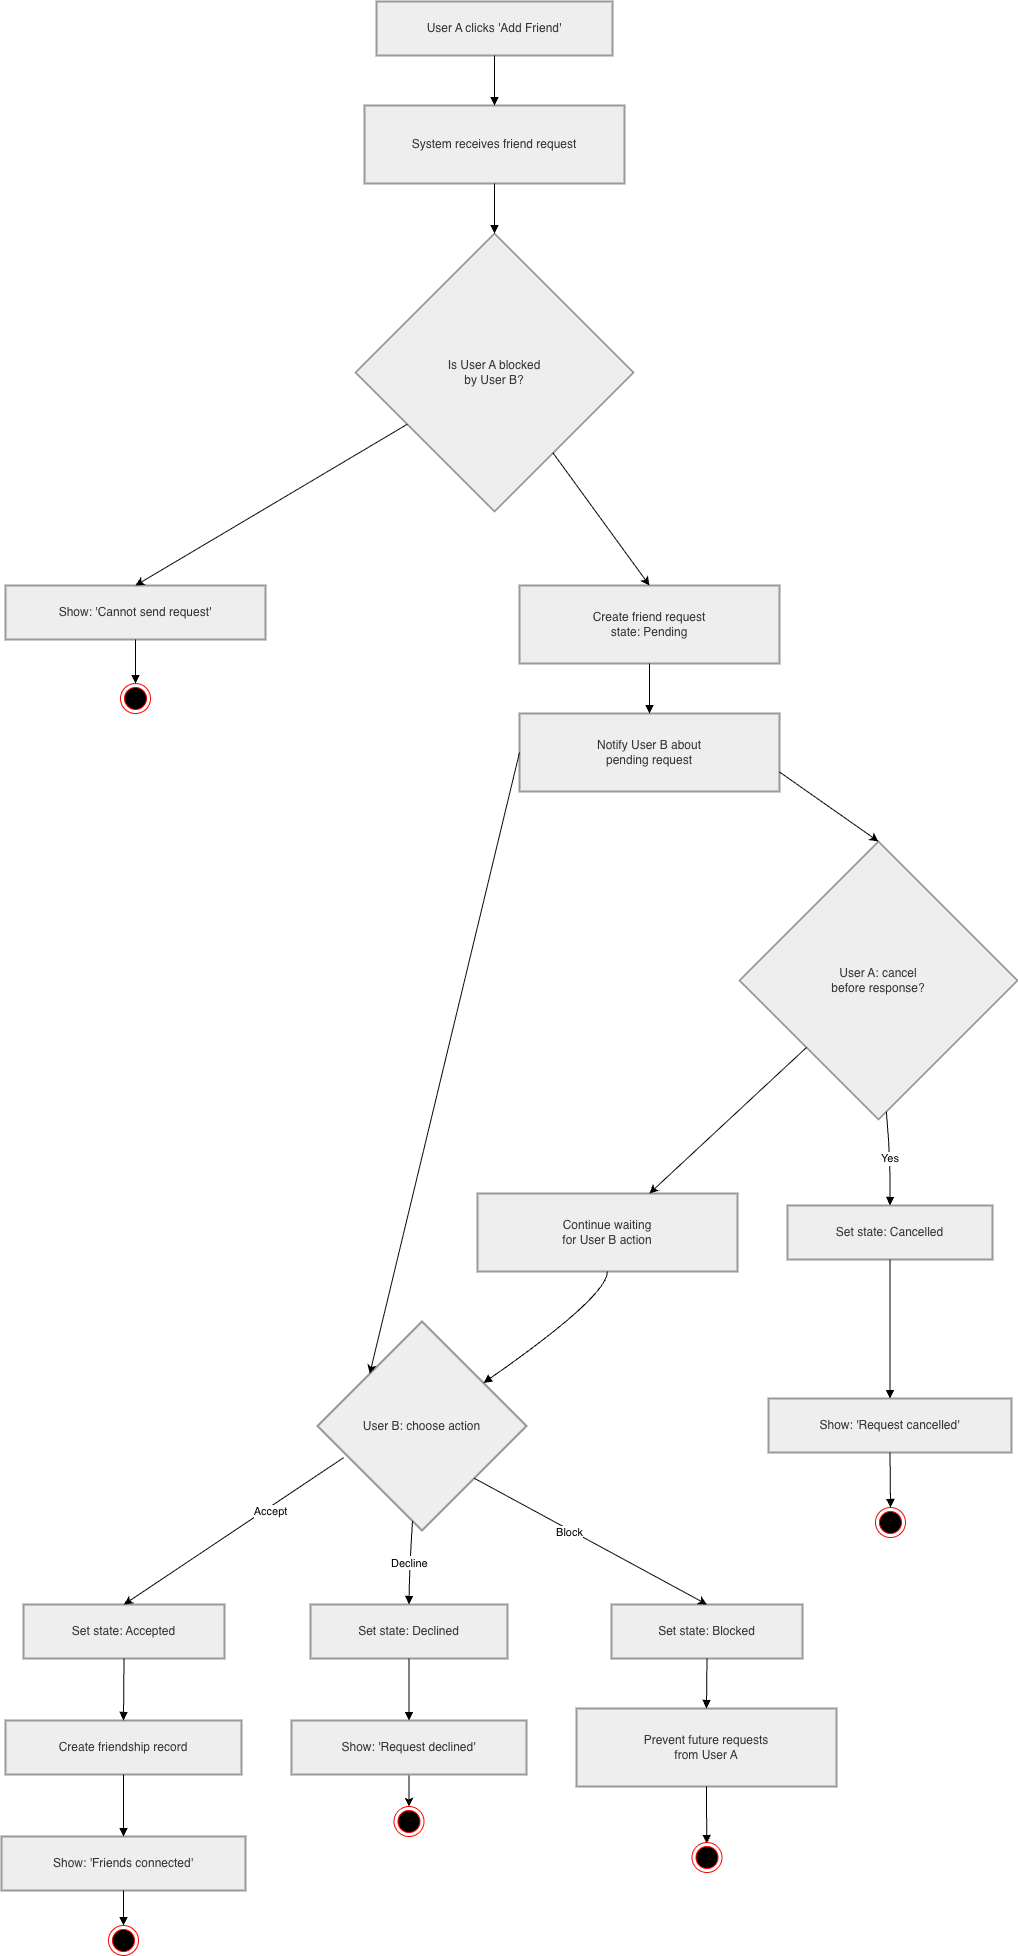 User A clicks 'Add Friend'
System receives friend request
Is User A blocked
by User B?
Show: 'Cannot send request'
Create friend request
state: Pending
Notify User B about
pending request
User A: cancel
before response?
Yes
Continue waiting
for User B action
Set state: Cancelled
User B: choose action
Show: 'Request cancelled'
Accept
Decline
Block
Set state: Accepted
Set state: Declined
Set state: Blocked
Create friendship record
Show: 'Request declined'
Prevent future requests
from User A
Show: 'Friends connected'